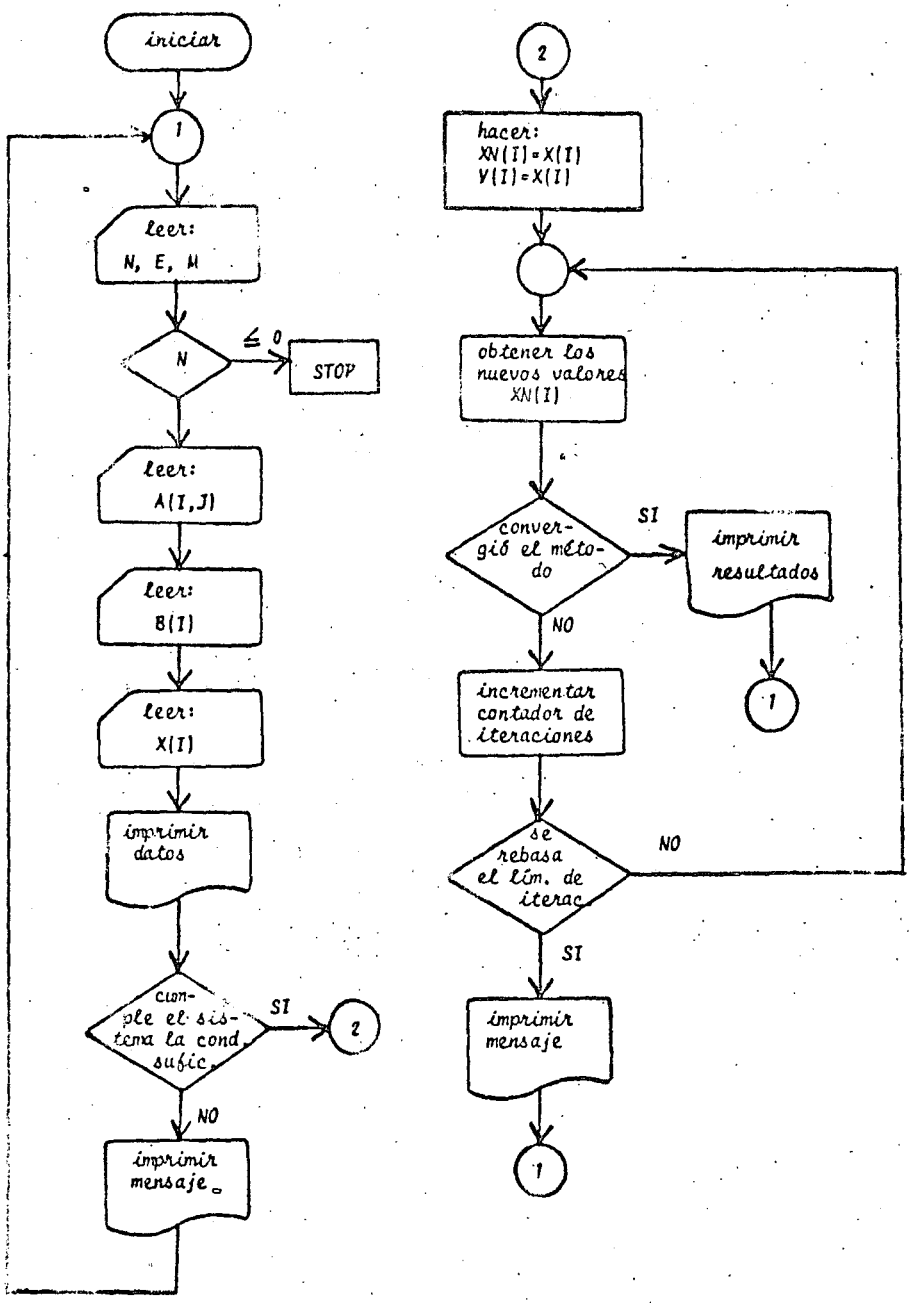 iniciar
1
leer:
N, E, M
N
≤ 0
STOP
leer:
A(I,J)
leer:
B(I)
leer:
X(I)
imprimir
datos
cum-
ple el sis-
tema la cond.
sufic.
SI
2
NO
imprimir
mensaje.
2
hacer:
XN(I)=X(I)
V(I)=X(I)
obtener los
nuevos valores
XN(I)
conver-
gió el méto-
do
SI
imprimir
resultados
1
NO
incrementar
contador de
iteraciones
se
rebasa
el lím. de
iterac.
NO
SI
imprimir
mensaje
1